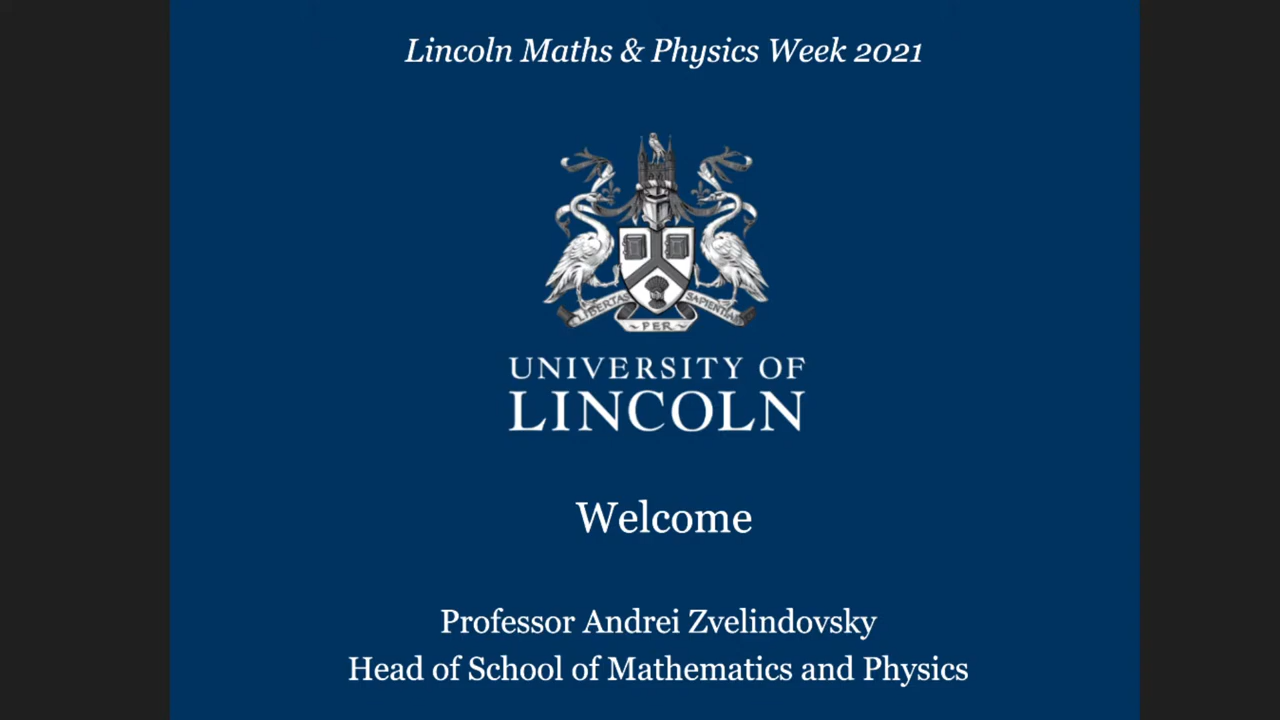 Lincoln Maths & Physics Week 2021
LIBERTAS PER SAPIENTIAM
UNIVERSITY OF
LINCOLN
Welcome
Professor Andrei Zvelindovsky
Head of School of Mathematics and Physics